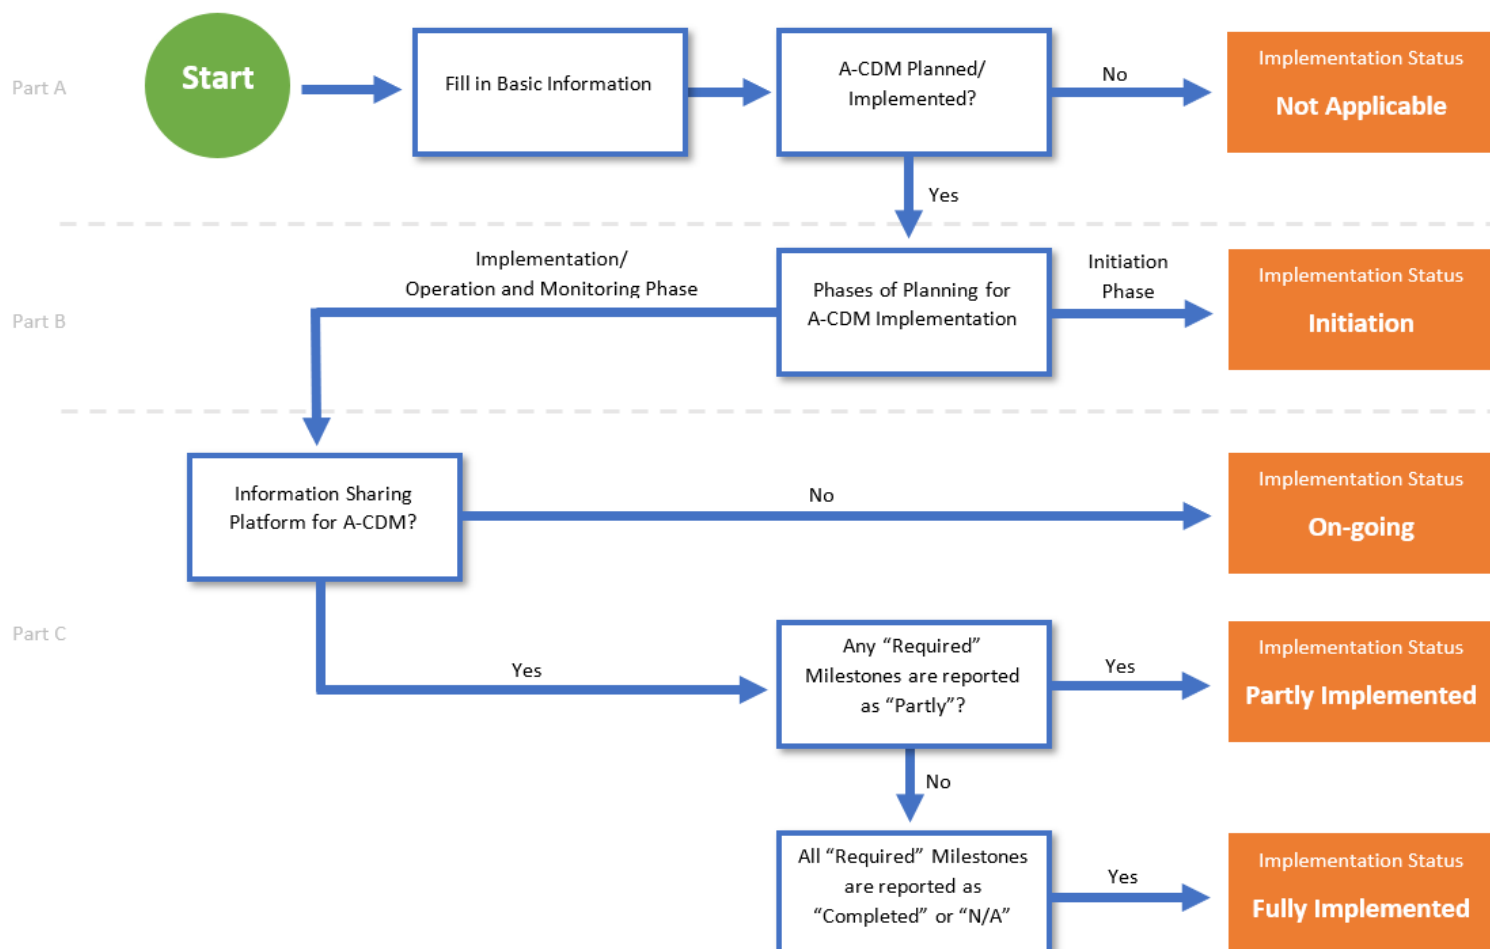 Part A
Start
Fill in Basic Information
A-CDM Planned/
Implemented?
No
Implementation Status
Not Applicable
Yes
Part B
Implementation/
Operation and Monitoring Phase
Phases of Planning for
A-CDM Implementation
Initiation
Phase
Implementation Status
Initiation
Part C
Information Sharing
Platform for A-CDM?
No
Implementation Status
On-going
Yes
Any “Required”
Milestones are reported
as “Partly”?
Yes
Implementation Status
Partly Implemented
No
All “Required” Milestones
are reported as
“Completed” or “N/A”
Yes
Implementation Status
Fully Implemented